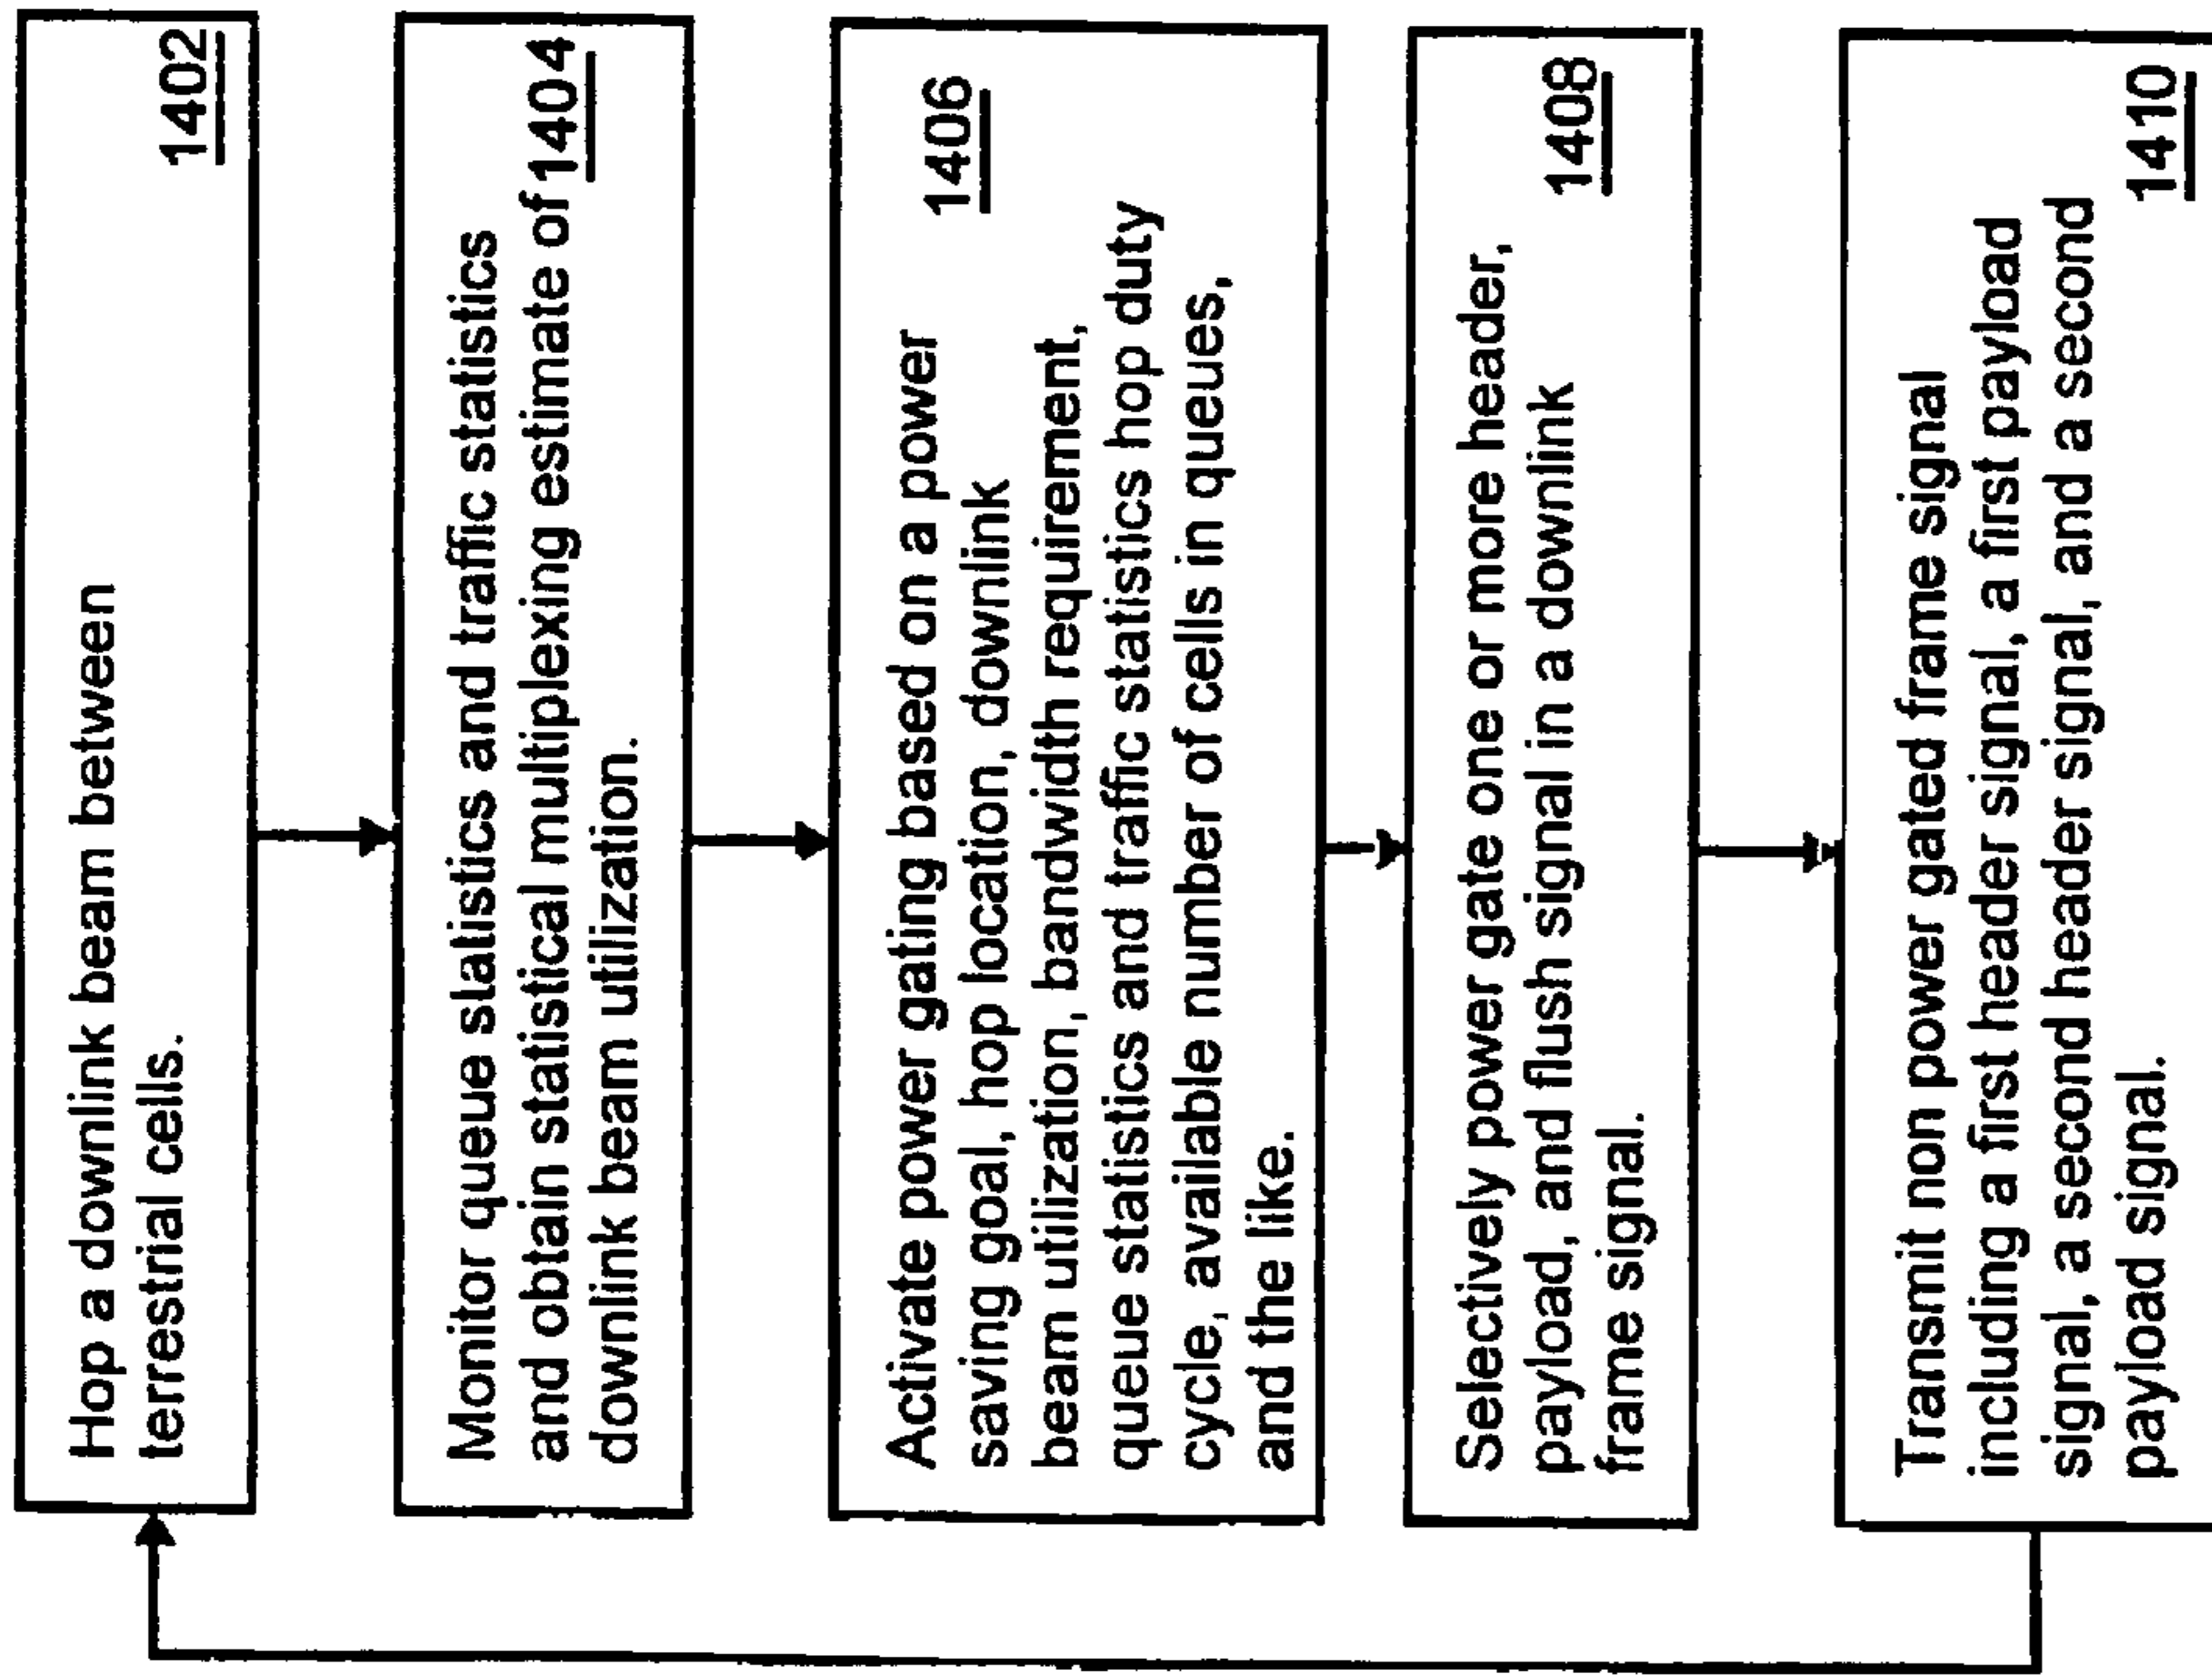 Hop a downlink beam between
terrestrial cells.
1402
Monitor queue statistics and traffic statistics
and obtain statistical multiplexing estimate of 1404
downlink beam utilization.
Activate power gating based on a power
1406
saving goal, hop location, downlink
beam utilization, bandwidth requirement,
queue statistics and traffic statistics hop duty
cycle, available number of cells in queues,
and the like.
Selectively power gate one or more header,
payload, and flush signal in a downlink
1408
frame signal.
Transmit non power gated frame signal
including a first header signal, a first payload
signal, a second header signal, and a second
payload signal.
1410